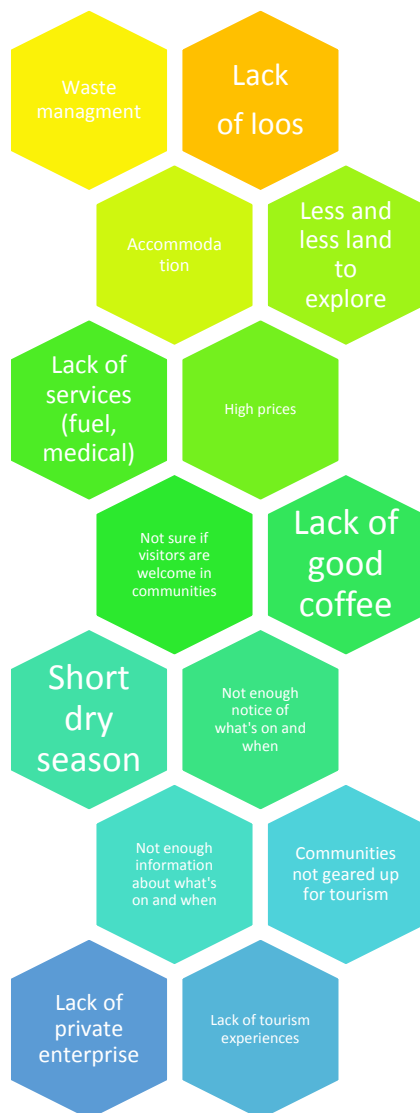 Waste
managment
Lack
of loos
Accommoda
tion
Less and
less land
to
explore
Lack of
services
(fuel,
medical)
High prices
Not sure if
visitors are
welcome in
communities
Lack of
good
coffee
Short
dry
season
Not enough
notice of
what's on and
when
Not enough
information
about what's
on and when
Communities
not geared up
for tourism
Lack of
private
enterprise
Lack of tourism
experiences